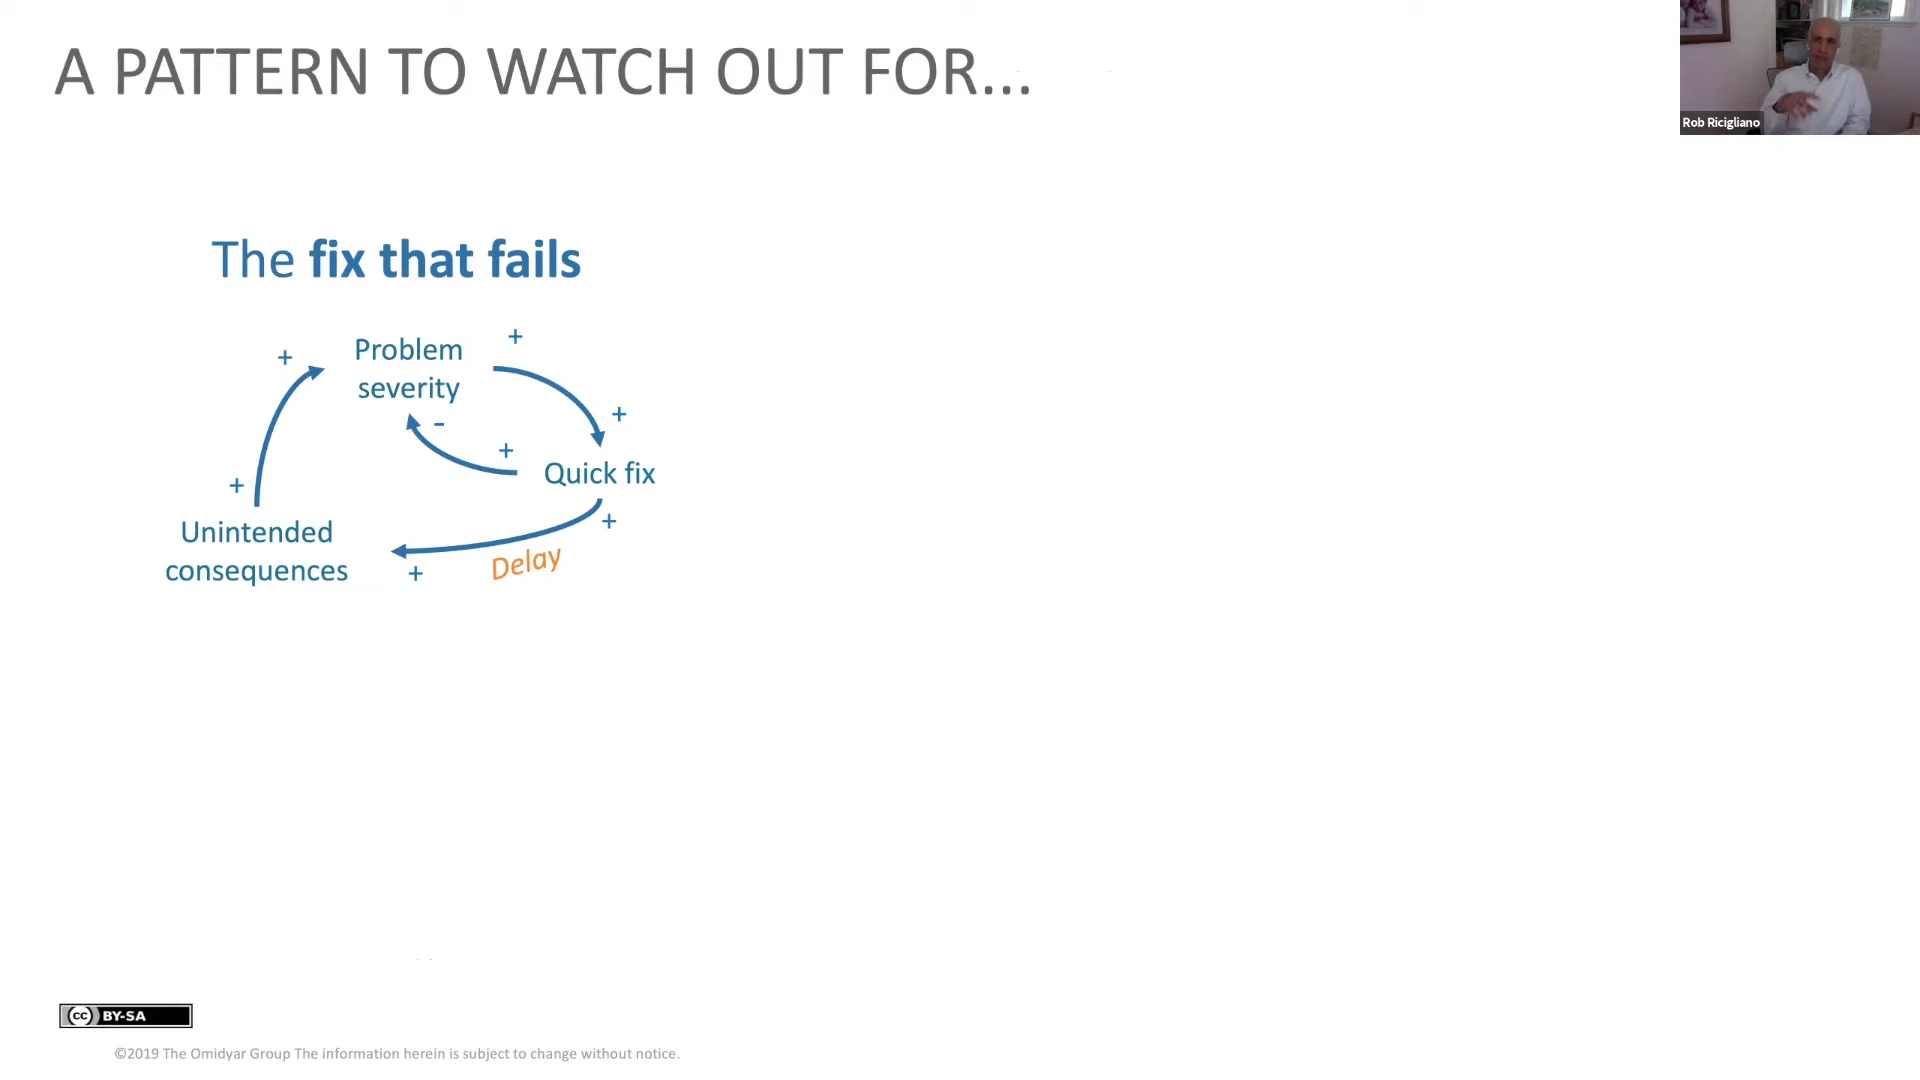 A PATTERN TO WATCH OUT FOR...
Rob Ricigliano
The fix that fails
+
+
Problem
severity
+
-
+
+
Quick fix
+
Unintended
consequences
+
+
Delay
cc BY-SA
©2019 The Omidyar Group The information herein is subject to change without notice.